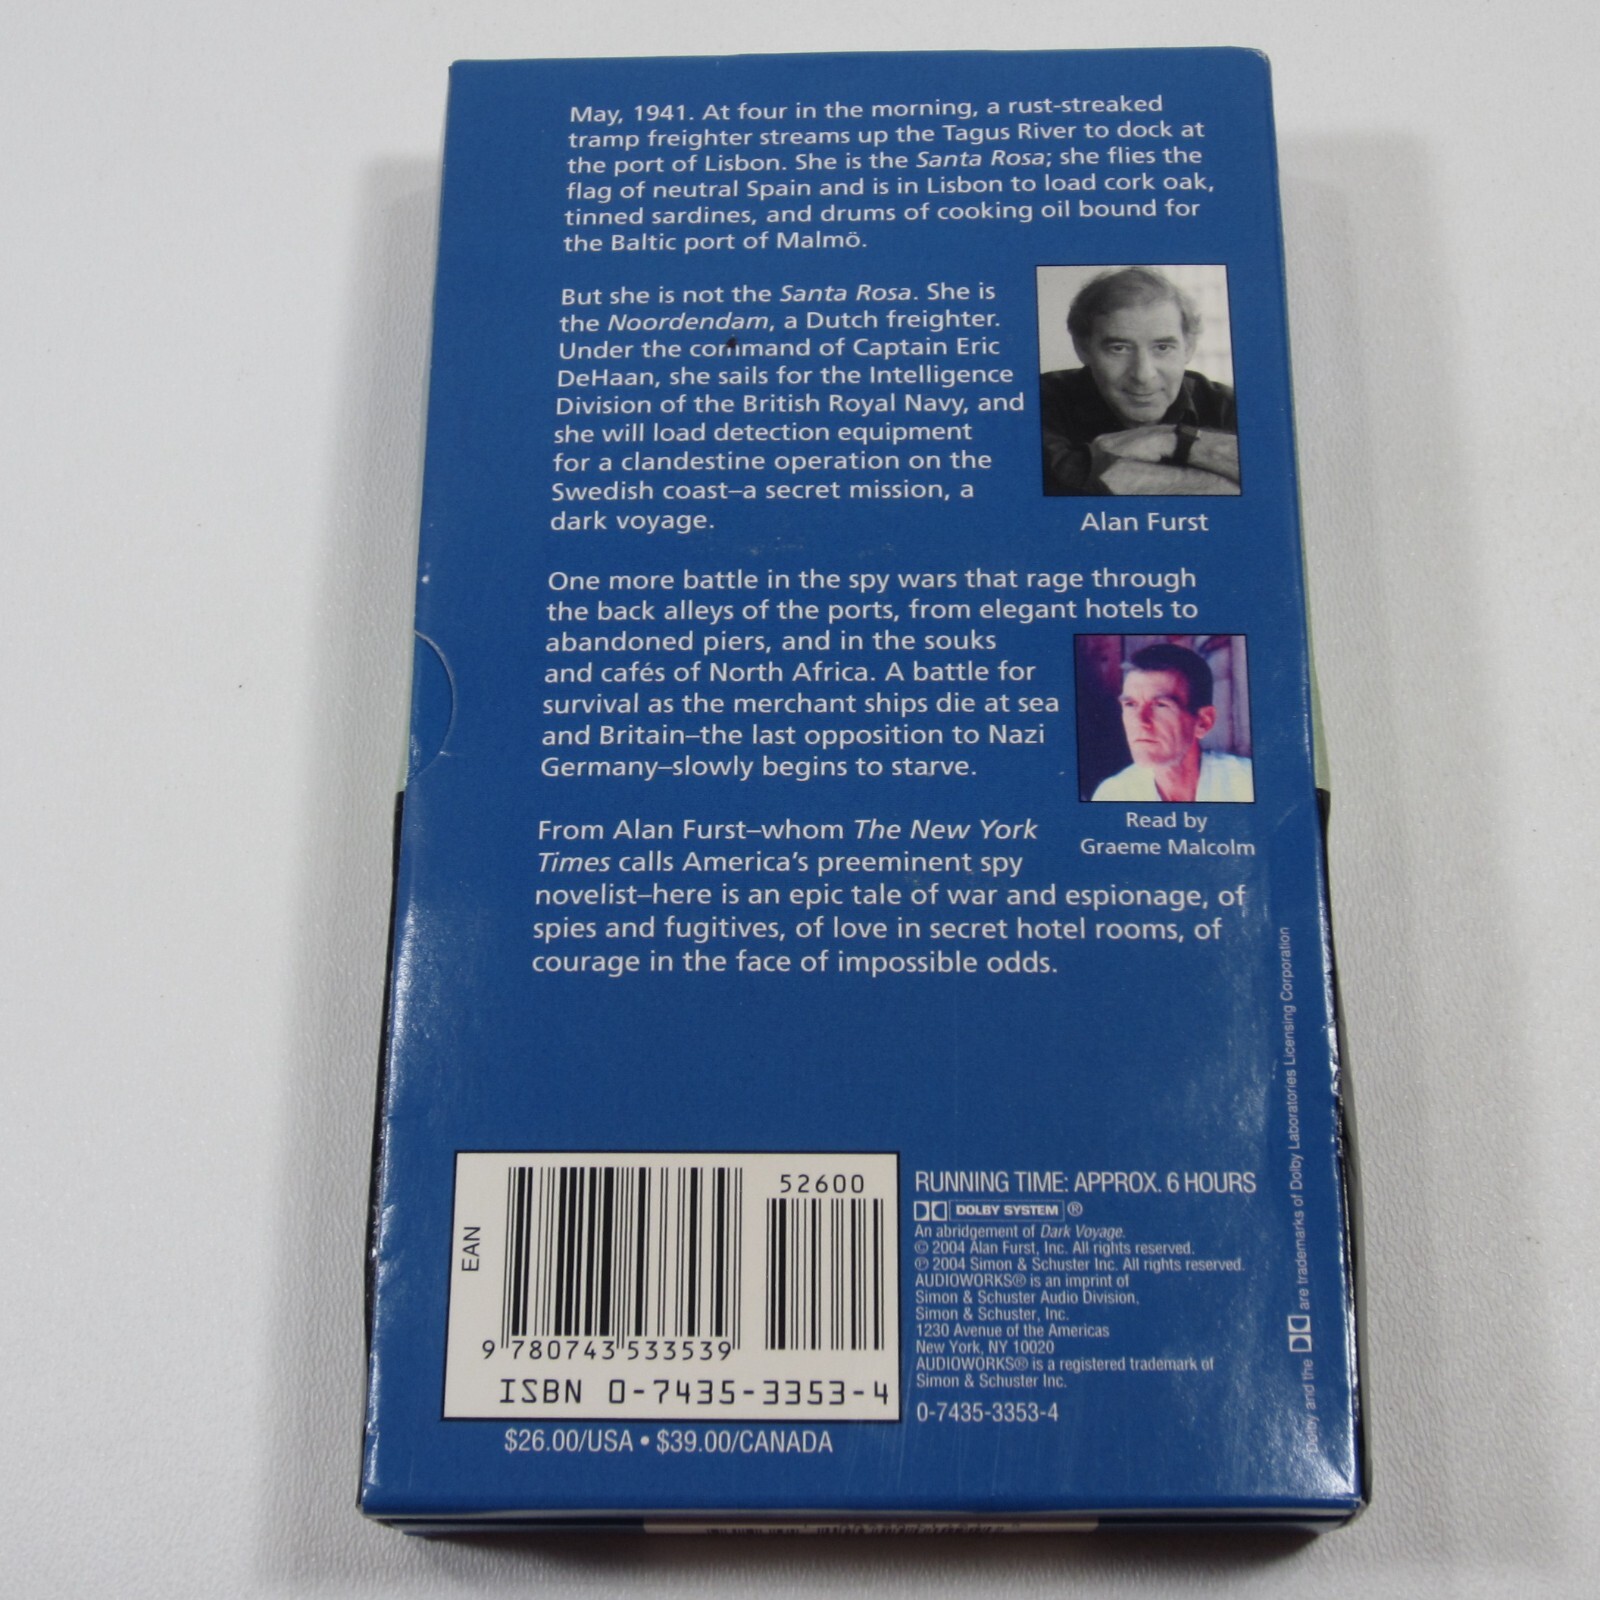 May, 1941. At four in the morning, a rust-streaked
tramp freighter streams up the Tagus River to dock at
the port of Lisbon. She is the Santa Rosa; she flies the
flag of neutral Spain and is in Lisbon to load cork oak,
tinned sardines, and drums of cooking oil bound for
the Baltic port of Malmö.
But she is not the Santa Rosa. She is
the Noordendam, a Dutch freighter.
Under the command of Captain Eric
DeHaan, she sails for the Intelligence
Division of the British Royal Navy, and
she will load detection equipment
for a clandestine operation on the
Swedish coast–a secret mission, a
dark voyage.
Alan Furst
One more battle in the spy wars that rage through
the back alleys of the ports, from elegant hotels to
abandoned piers, and in the souks
and cafés of North Africa. A battle for
survival as the merchant ships die at sea
and Britain–the last opposition to Nazi
Germany–slowly begins to starve.
Read by
Graeme Malcolm
From Alan Furst–whom The New York
Times calls America's preeminent spy
novelist–here is an epic tale of war and espionage, of
spies and fugitives, of love in secret hotel rooms, of
courage in the face of impossible odds.
EAN
52600
9 780743 533539
ISBN 0-7435-3353-4
$26.00/USA • $39.00/CANADA
RUNNING TIME: APPROX. 6 HOURS
DOLBY SYSTEM ®
An abridgement of Dark Voyage.
© 2004 Alan Furst, Inc. All rights reserved.
℗ 2004 Simon & Schuster Inc. All rights reserved.
AUDIOWORKS® is an imprint of
Simon & Schuster Audio Division,
Simon & Schuster, Inc.
1230 Avenue of the Americas
New York, NY 10020
AUDIOWORKS® is a registered trademark of
Simon & Schuster Inc.
0-7435-3353-4
Dolby and the are trademarks of Dolby Laboratories Licensing Corporation